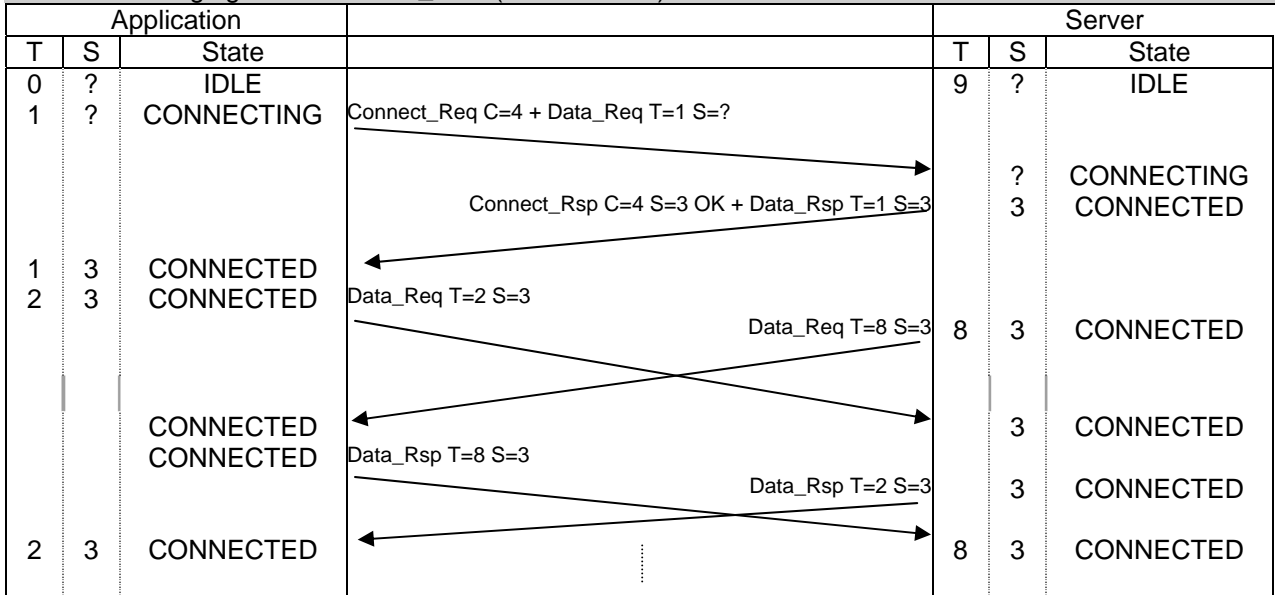 Application Server
T S State T S State
0 ? IDLE 9 ? IDLE
1 ? CONNECTING Connect_Req C=4 + Data_Req T=1 S=?
? CONNECTING
Connect_Rsp C=4 S=3 OK + Data_Rsp T=1 S=3 3 CONNECTED
1 3 CONNECTED
2 3 CONNECTED Data_Req T=2 S=3
Data_Req T=8 S=3 8 3 CONNECTED
CONNECTED 3 CONNECTED
CONNECTED Data_Rsp T=8 S=3
Data_Rsp T=2 S=3 3 CONNECTED
2 3 CONNECTED 8 3 CONNECTED